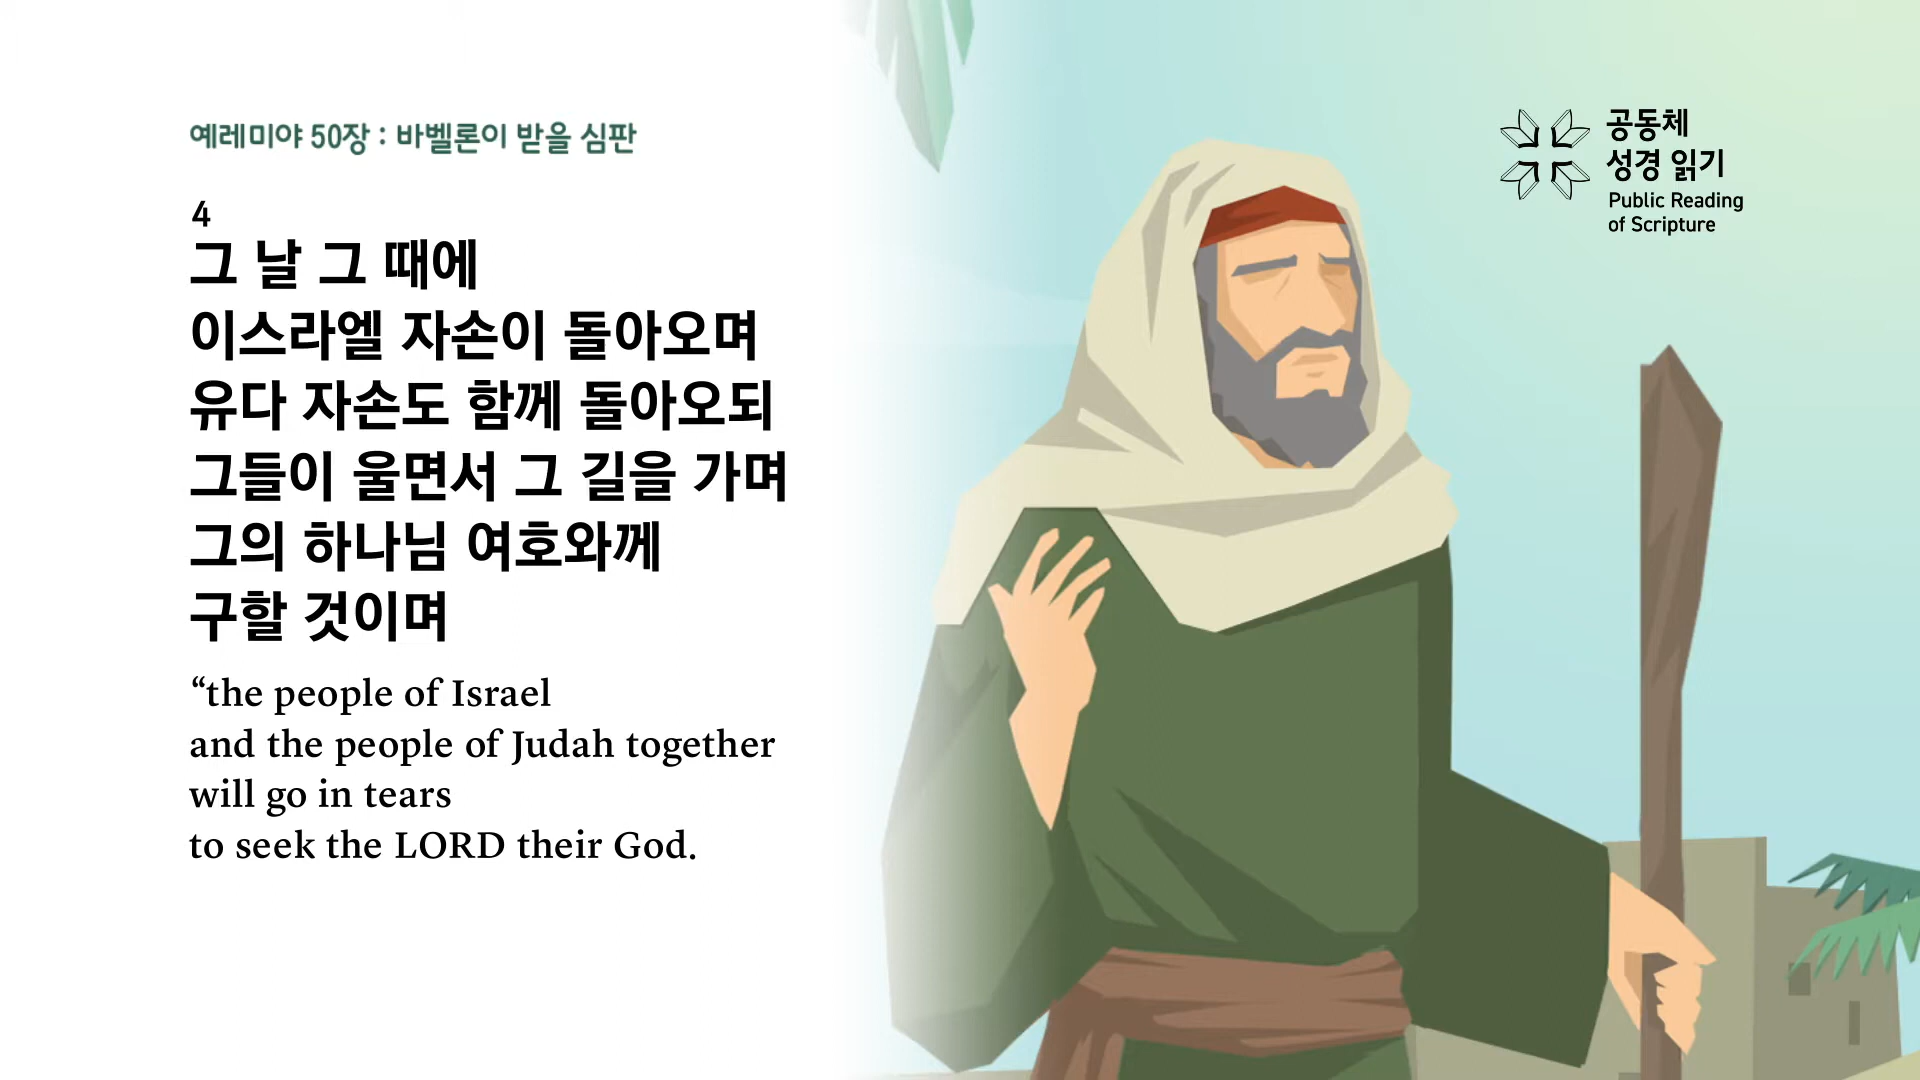 예레미야 50장 : 바벨론이 받을 심판
4
그 날 그 때에
이스라엘 자손이 돌아오며
유다 자손도 함께 돌아오되
그들이 울면서 그 길을 가며
그의 하나님 여호와께
구할 것이며
“the people of Israel
and the people of Judah together
will go in tears
to seek the LORD their God.
공동체
성경 읽기
Public Reading
of Scripture